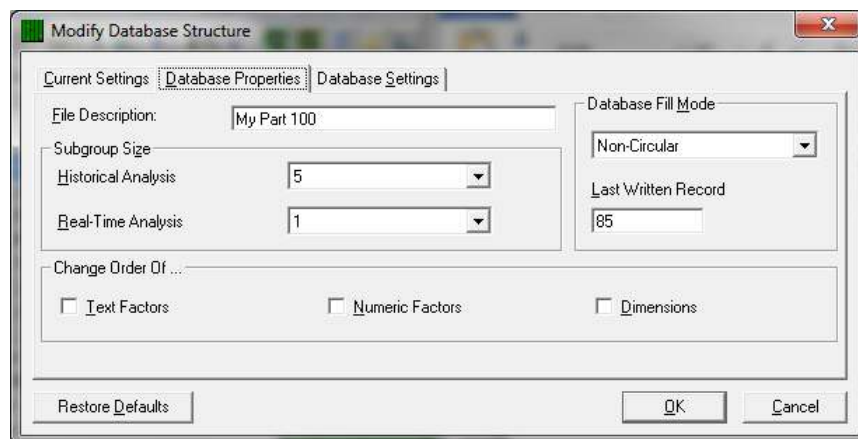 Modify Database Structure
Current Settings
Database Properties
Database Settings
File Description:
My Part 100
Subgroup Size
Historical Analysis
5
Real-Time Analysis
1
Database Fill Mode
Non-Circular
Last Written Record
85
Change Order Of ...
Text Factors
Numeric Factors
Dimensions
Restore Defaults
OK
Cancel